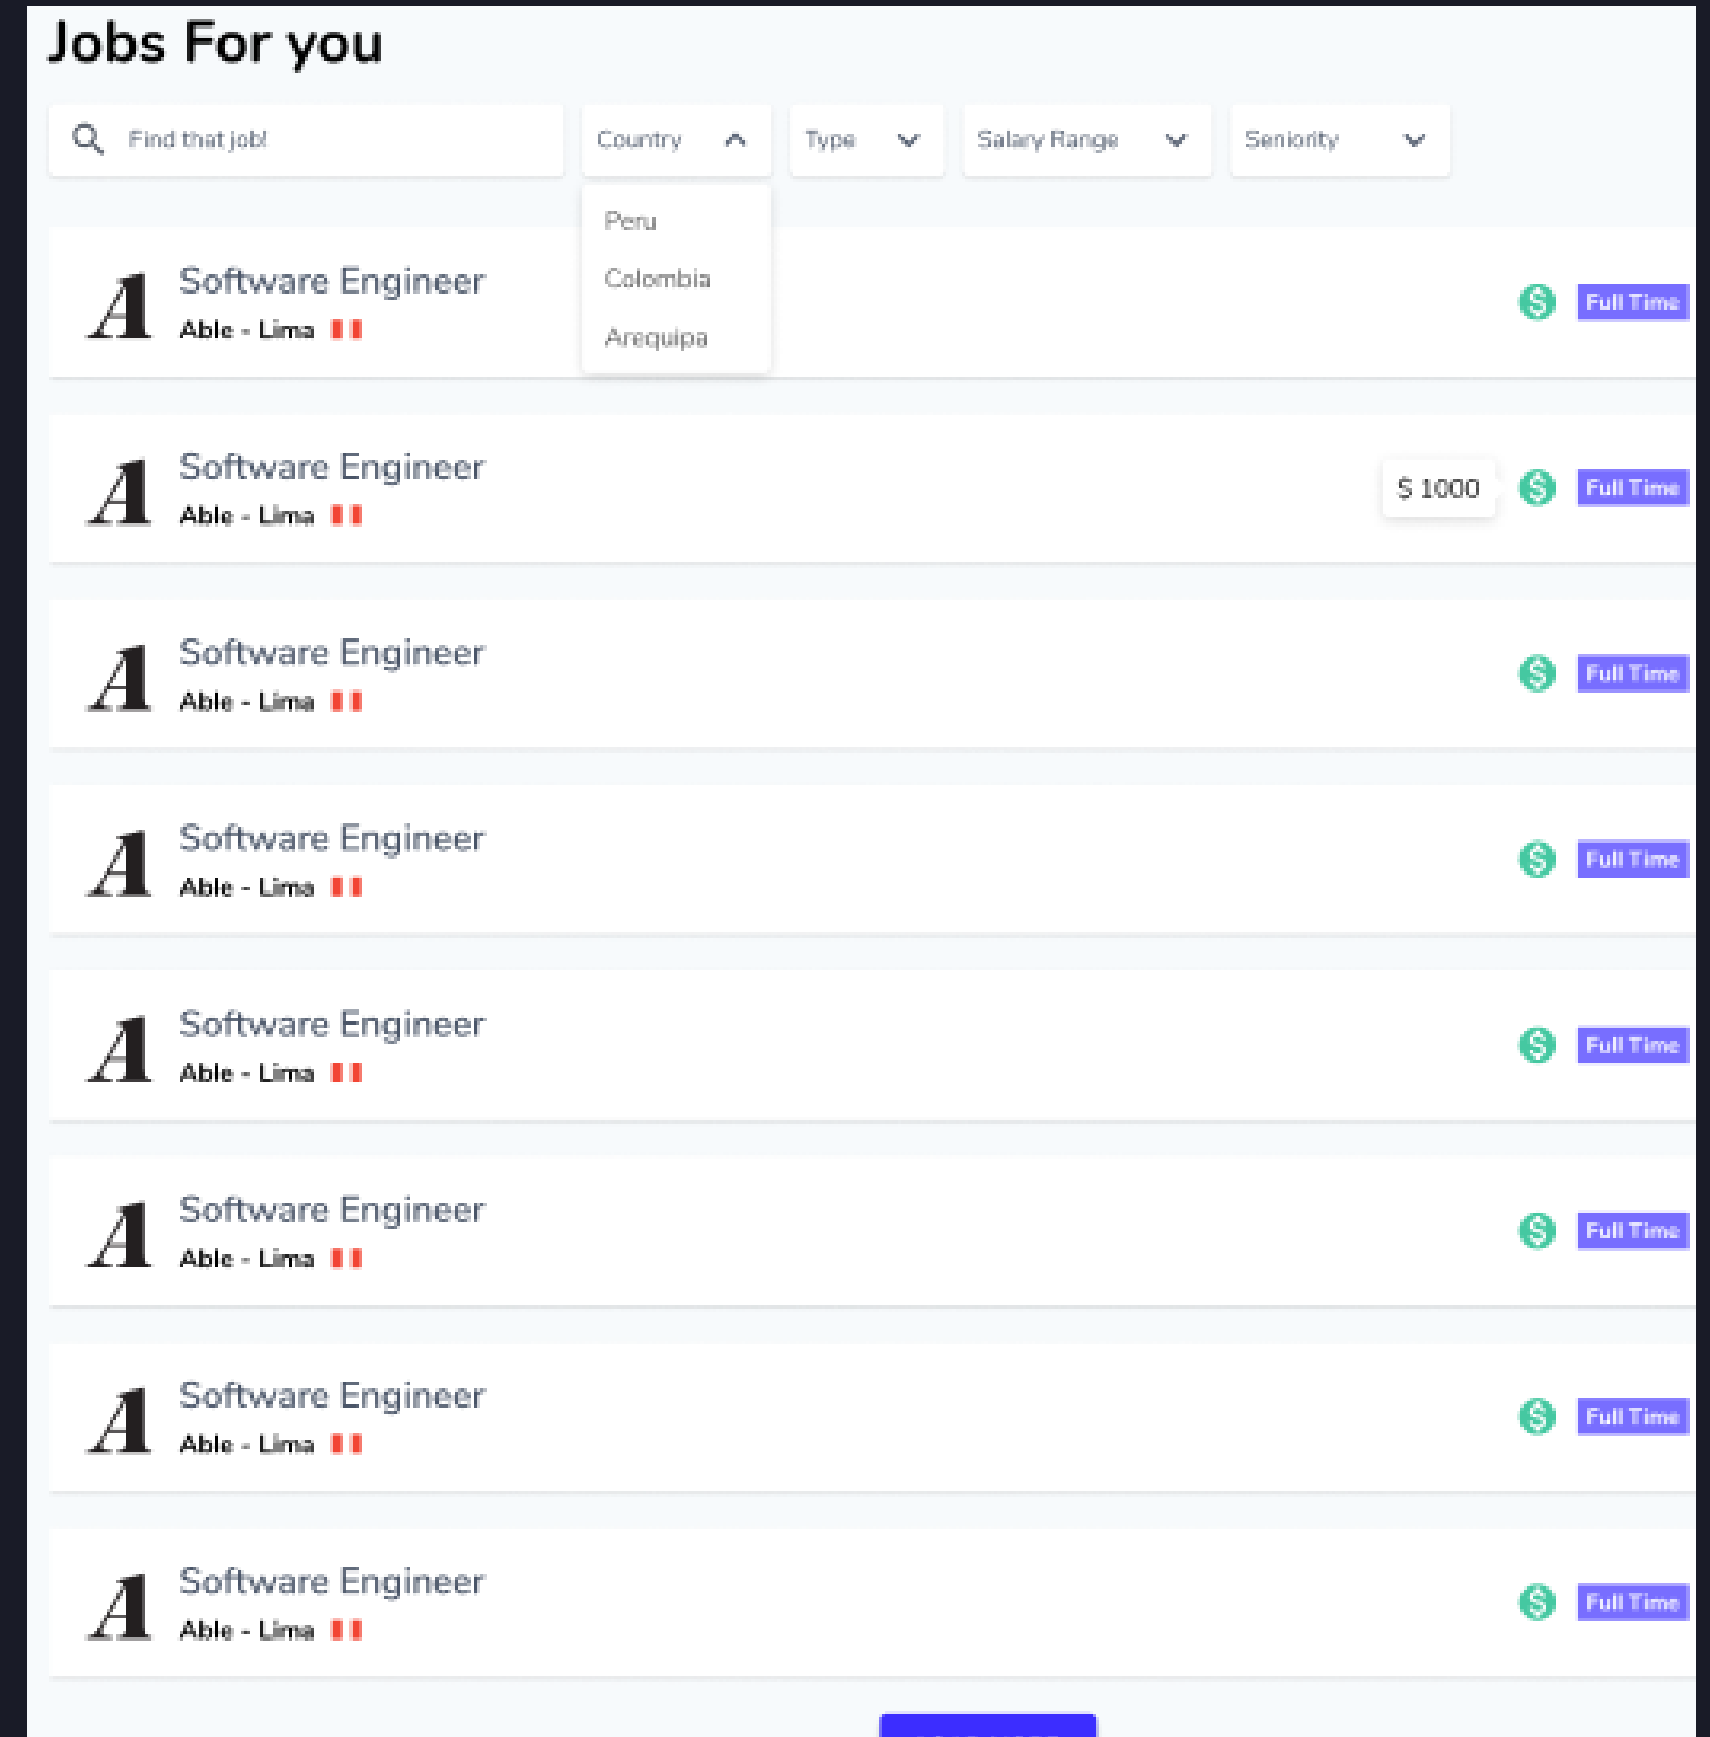 Jobs For you
Find that job!
Country
Type
Salary Range
Seniority
Peru
Colombia
Arequipa
A
Software Engineer
Able - Lima
Full Time
A
Software Engineer
Able - Lima
$ 1000
Full Time
A
Software Engineer
Able - Lima
Full Time
A
Software Engineer
Able - Lima
Full Time
A
Software Engineer
Able - Lima
Full Time
A
Software Engineer
Able - Lima
Full Time
A
Software Engineer
Able - Lima
Full Time
A
Software Engineer
Able - Lima
Full Time